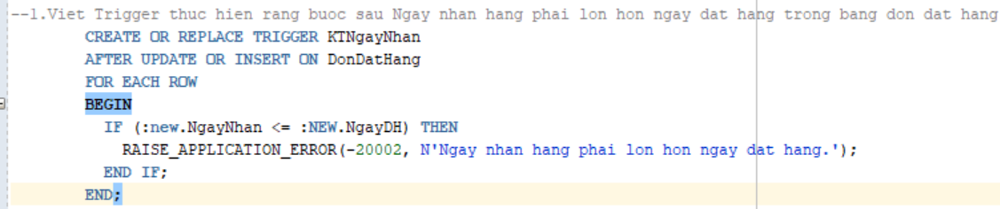 --1.Viet Trigger thuc hien rang buoc sau Ngay nhan hang phai lon hon ngay dat hang trong bang don dat hang
CREATE OR REPLACE TRIGGER KTNgayNhan
AFTER UPDATE OR INSERT ON DonDatHang
FOR EACH ROW
BEGIN
IF (:new.NgayNhan <= :NEW.NgayDH) THEN
RAISE_APPLICATION_ERROR(-20002, N'Ngay nhan hang phai lon hon ngay dat hang.');
END IF;
END;